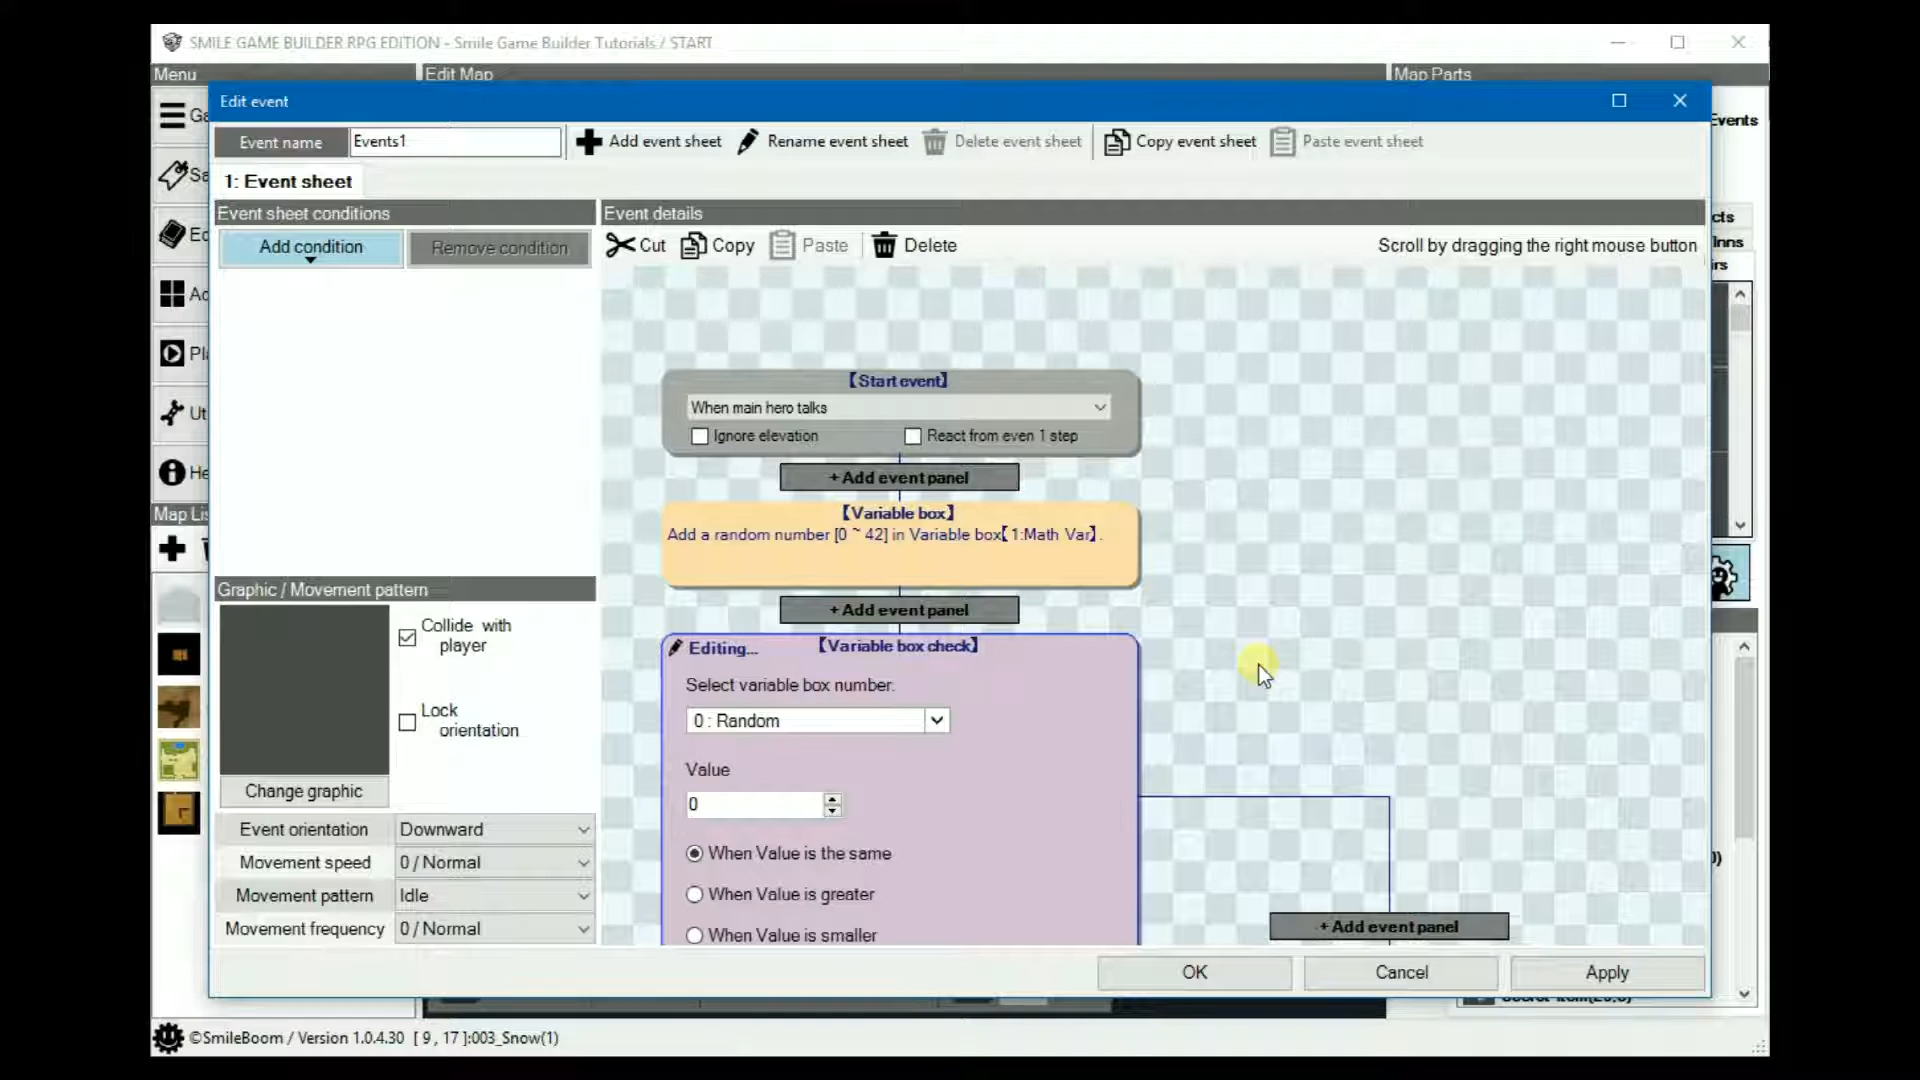 SMILE GAME BUILDER RPG EDITION - Smile Game Builder Tutorials / START
Menu
Edit Map
Map Parts
Edit event
Events
Event name
Events1
Add event sheet
Rename event sheet
Delete event sheet
Copy event sheet
Paste event sheet
1: Event sheet
Event sheet conditions
Event details
Add condition
Remove condition
Cut
Copy
Paste
Delete
Scroll by dragging the right mouse button
【Start event】
When main hero talks
Ignore elevation
React from even 1 step
+ Add event panel
【Variable box】
Add a random number [0 ~ 42] in Variable box【1:Math Var】.
+ Add event panel
Editing...
【Variable box check】
Select variable box number.
0 : Random
Value
0
When Value is the same
When Value is greater
When Value is smaller
+ Add event panel
Graphic / Movement pattern
Collide with
player
Lock
orientation
Change graphic
Event orientation
Downward
Movement speed
0 / Normal
Movement pattern
Idle
Movement frequency
0 / Normal
OK
Cancel
Apply
©SmileBoom / Version 1.0.4.30 [ 9 , 17 ]:003_Snow(1)